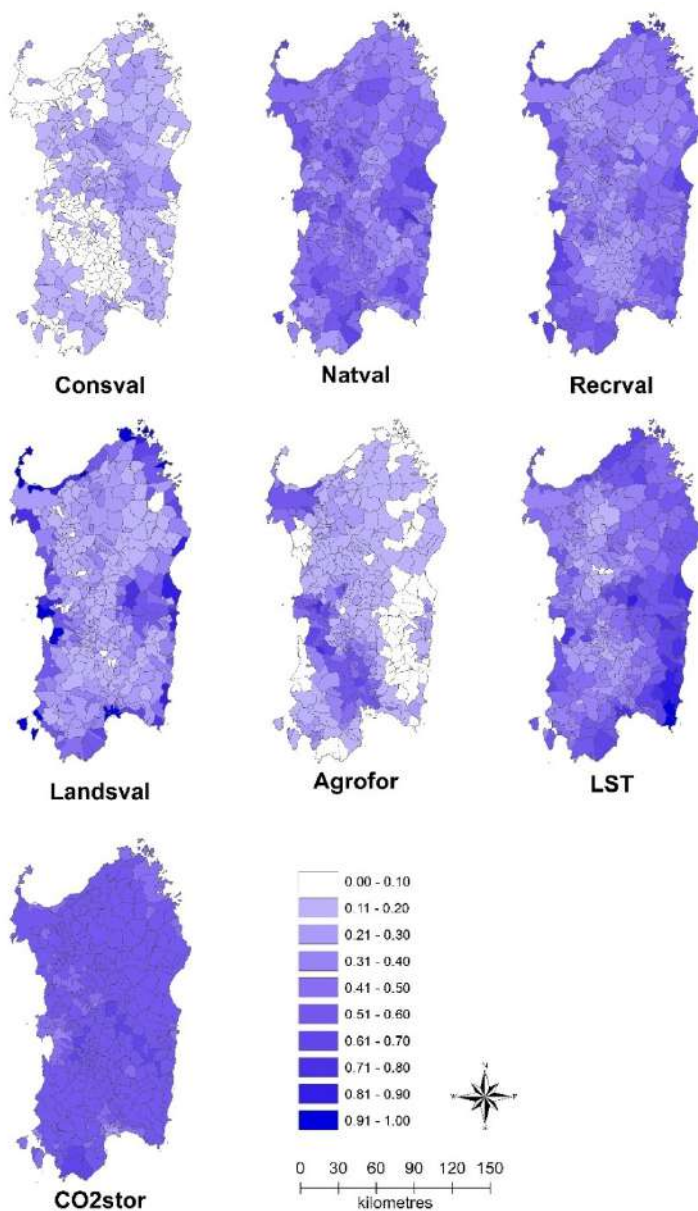 Consval
Natval
Recrval
Landsval
Agrofor
LST
CO2stor
0.00 - 0.10
0.11 - 0.20
0.21 - 0.30
0.31 - 0.40
0.41 - 0.50
0.51 - 0.60
0.61 - 0.70
0.71 - 0.80
0.81 - 0.90
0.91 - 1.00
N
0 30 60 90 120 150
kilometres